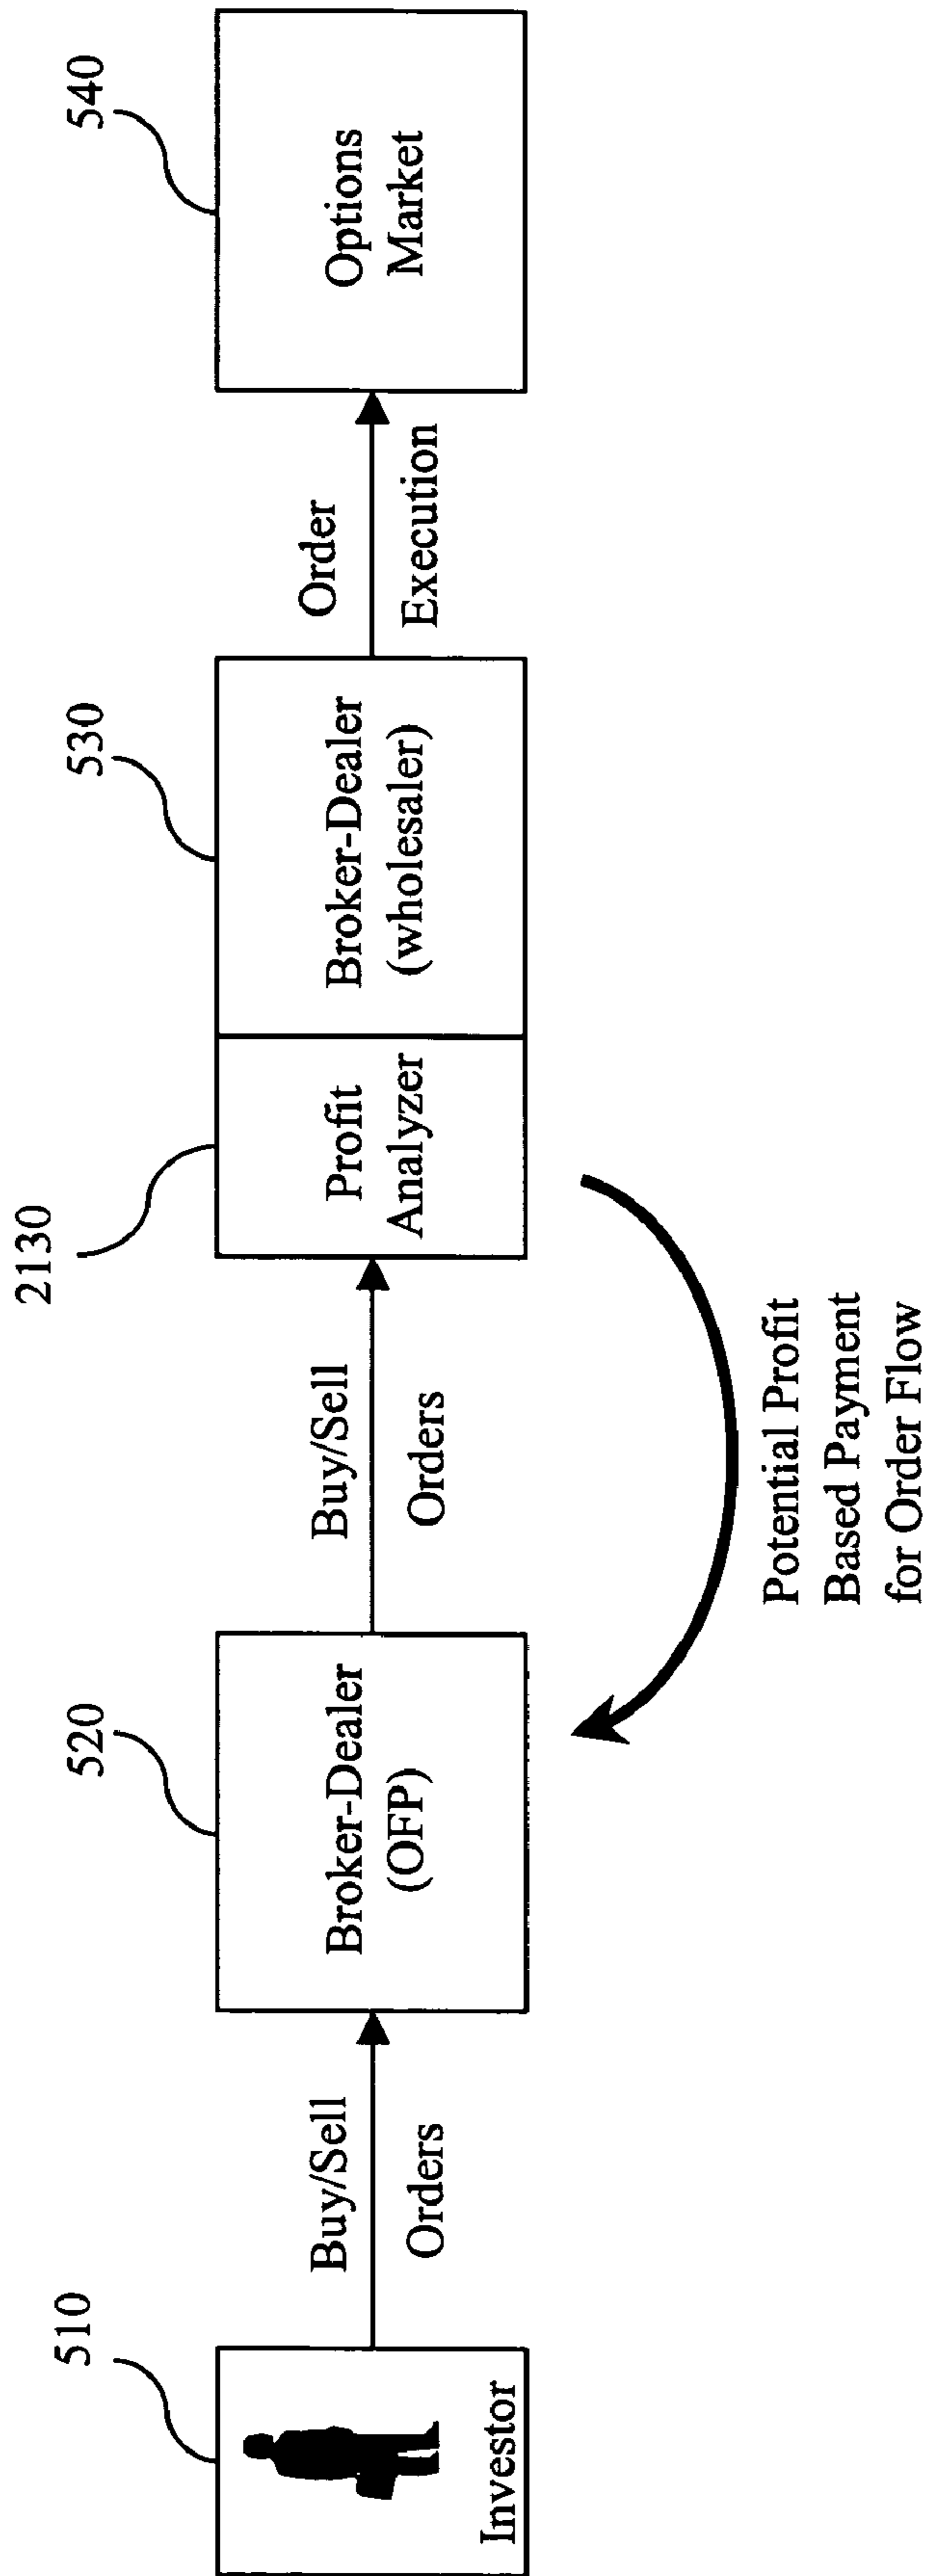 510
Investor
Buy/Sell
Orders
520
Broker-Dealer
(OFP)
Buy/Sell
Orders
2130
Profit
Analyzer
530
Broker-Dealer
(wholesaler)
Order
Execution
540
Options
Market
Potential Profit
Based Payment
for Order Flow